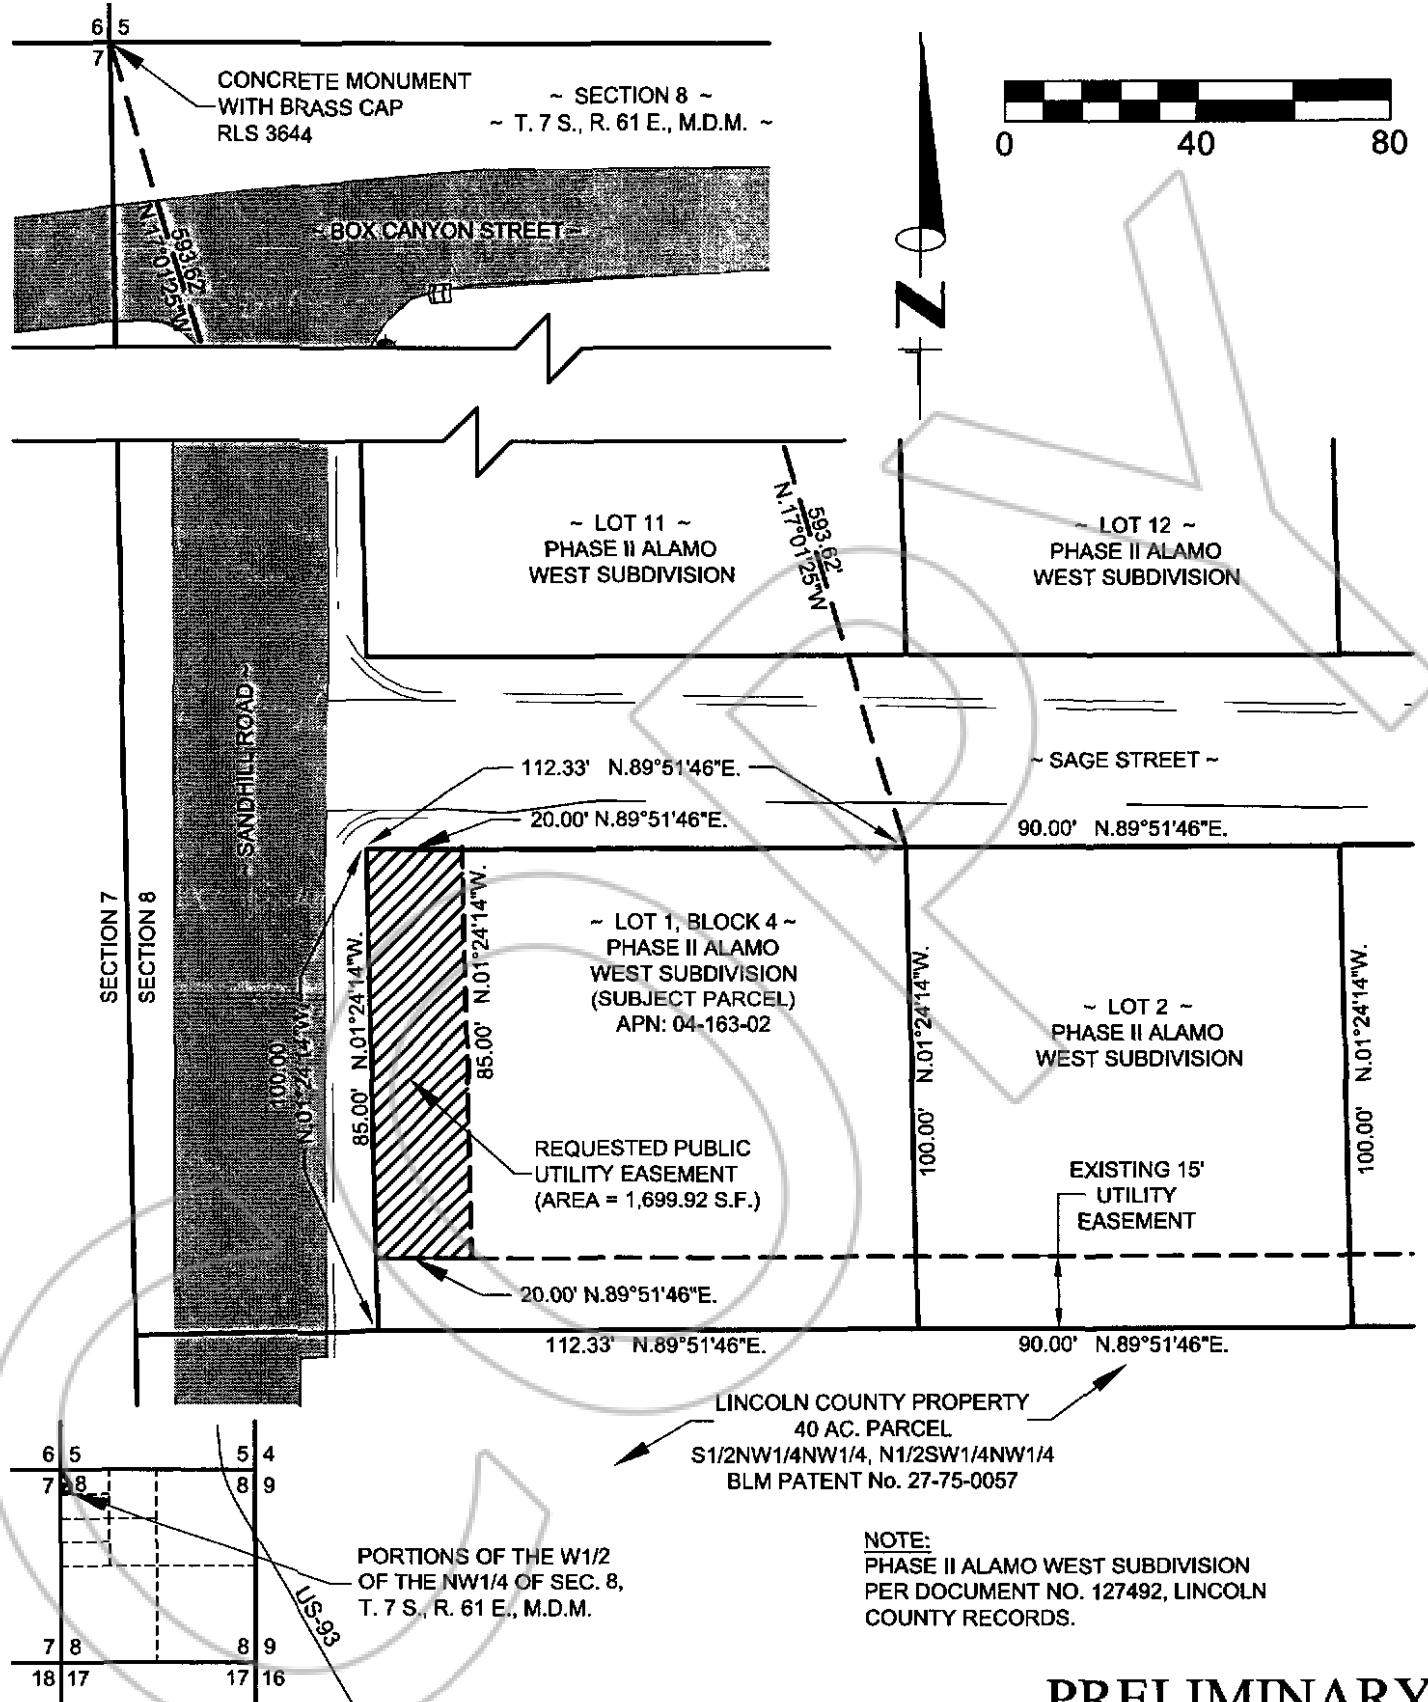 6 5
7
CONCRETE MONUMENT
WITH BRASS CAP
RLS 3644
~ SECTION 8 ~
~ T. 7 S., R. 61 E., M.D.M. ~
0 40 80
N
~ BOX CANYON STREET ~
593.62'
N.17°01'25"W
~ LOT 11 ~
PHASE II ALAMO
WEST SUBDIVISION
593.62'
N.17°01'25"W
~ LOT 12 ~
PHASE II ALAMO
WEST SUBDIVISION
~ SANDHILL ROAD ~
~ SAGE STREET ~
112.33' N.89°51'46"E.
20.00' N.89°51'46"E.
90.00' N.89°51'46"E.
SECTION 7
SECTION 8
100.00
N.01°24'14"W.
85.00' N.01°24'14"W.
85.00' N.01°24'14"W.
~ LOT 1, BLOCK 4 ~
PHASE II ALAMO
WEST SUBDIVISION
(SUBJECT PARCEL)
APN: 04-163-02
100.00' N.01°24'14"W.
~ LOT 2 ~
PHASE II ALAMO
WEST SUBDIVISION
100.00' N.01°24'14"W.
REQUESTED PUBLIC
UTILITY EASEMENT
(AREA = 1,699.92 S.F.)
EXISTING 15'
UTILITY
EASEMENT
20.00' N.89°51'46"E.
112.33' N.89°51'46"E.
90.00' N.89°51'46"E.
LINCOLN COUNTY PROPERTY
40 AC. PARCEL
S1/2NW1/4NW1/4, N1/2SW1/4NW1/4
BLM PATENT No. 27-75-0057
6 5 5 4
7 8 8 9
PORTIONS OF THE W1/2
OF THE NW1/4 OF SEC. 8,
T. 7 S., R. 61 E., M.D.M.
US-93
7 8 8 9
18 17 17 16
NOTE:
PHASE II ALAMO WEST SUBDIVISION
PER DOCUMENT NO. 127492, LINCOLN
COUNTY RECORDS.
PRELIMINARY
COPY